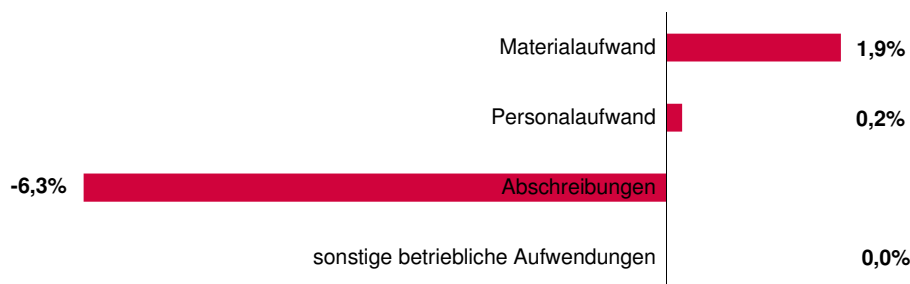 Materialaufwand 1,9%
Personalaufwand 0,2%
-6,3% Abschreibungen
sonstige betriebliche Aufwendungen 0,0%